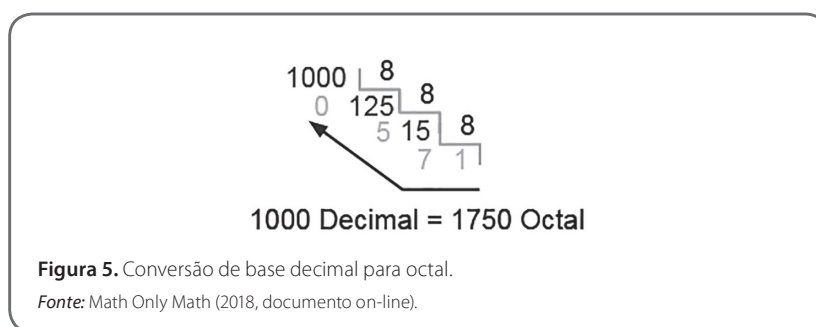 1000 8
0 125 8
5 15 8
7 1
1000 Decimal = 1750 Octal
Figura 5. Conversão de base decimal para octal.
Fonte: Math Only Math (2018, documento on-line).